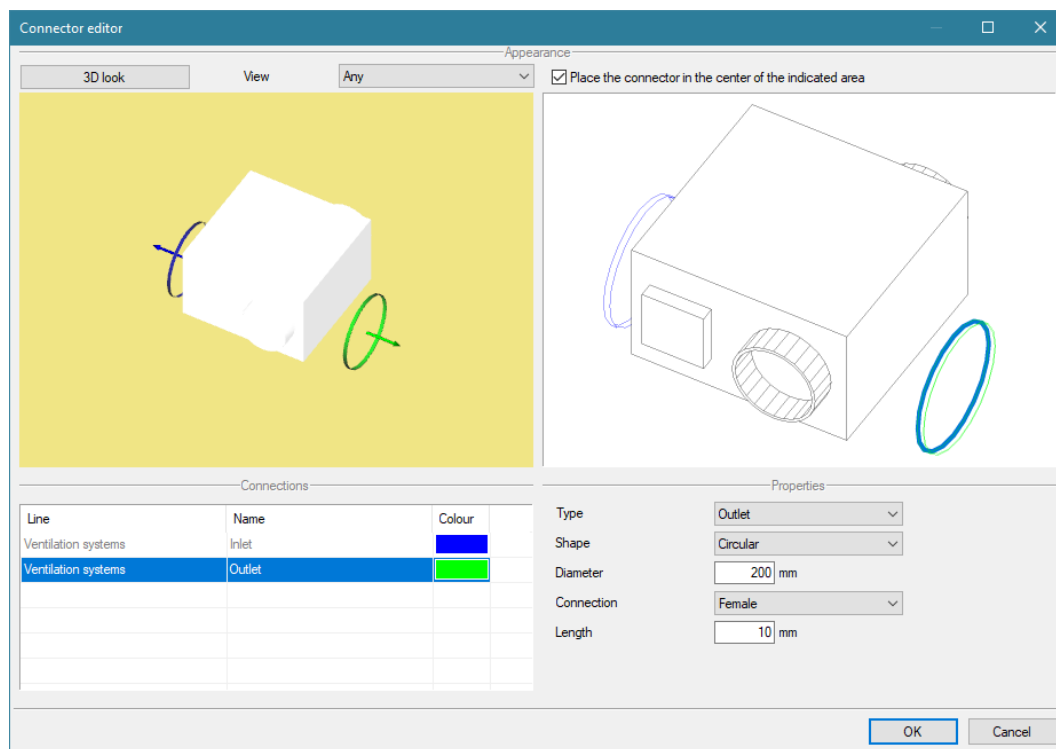 Connector editor
Appearance
3D look View Any Place the connector in the center of the indicated area
Connections
Line Name Colour
Ventilation systems Inlet
Ventilation systems Outlet
Properties
Type Outlet
Shape Circular
Diameter 200 mm
Connection Female
Length 10 mm
OK Cancel